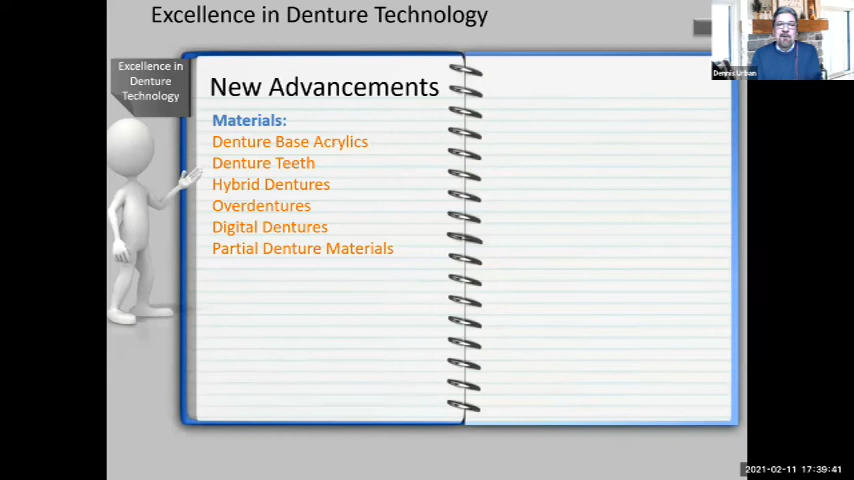 Excellence in Denture Technology
Excellence in
Denture
Technology
New Advancements
Materials:
Denture Base Acrylics
Denture Teeth
Hybrid Dentures
Overdentures
Digital Dentures
Partial Denture Materials
Dennis Urban
2021-02-11 17:39:41